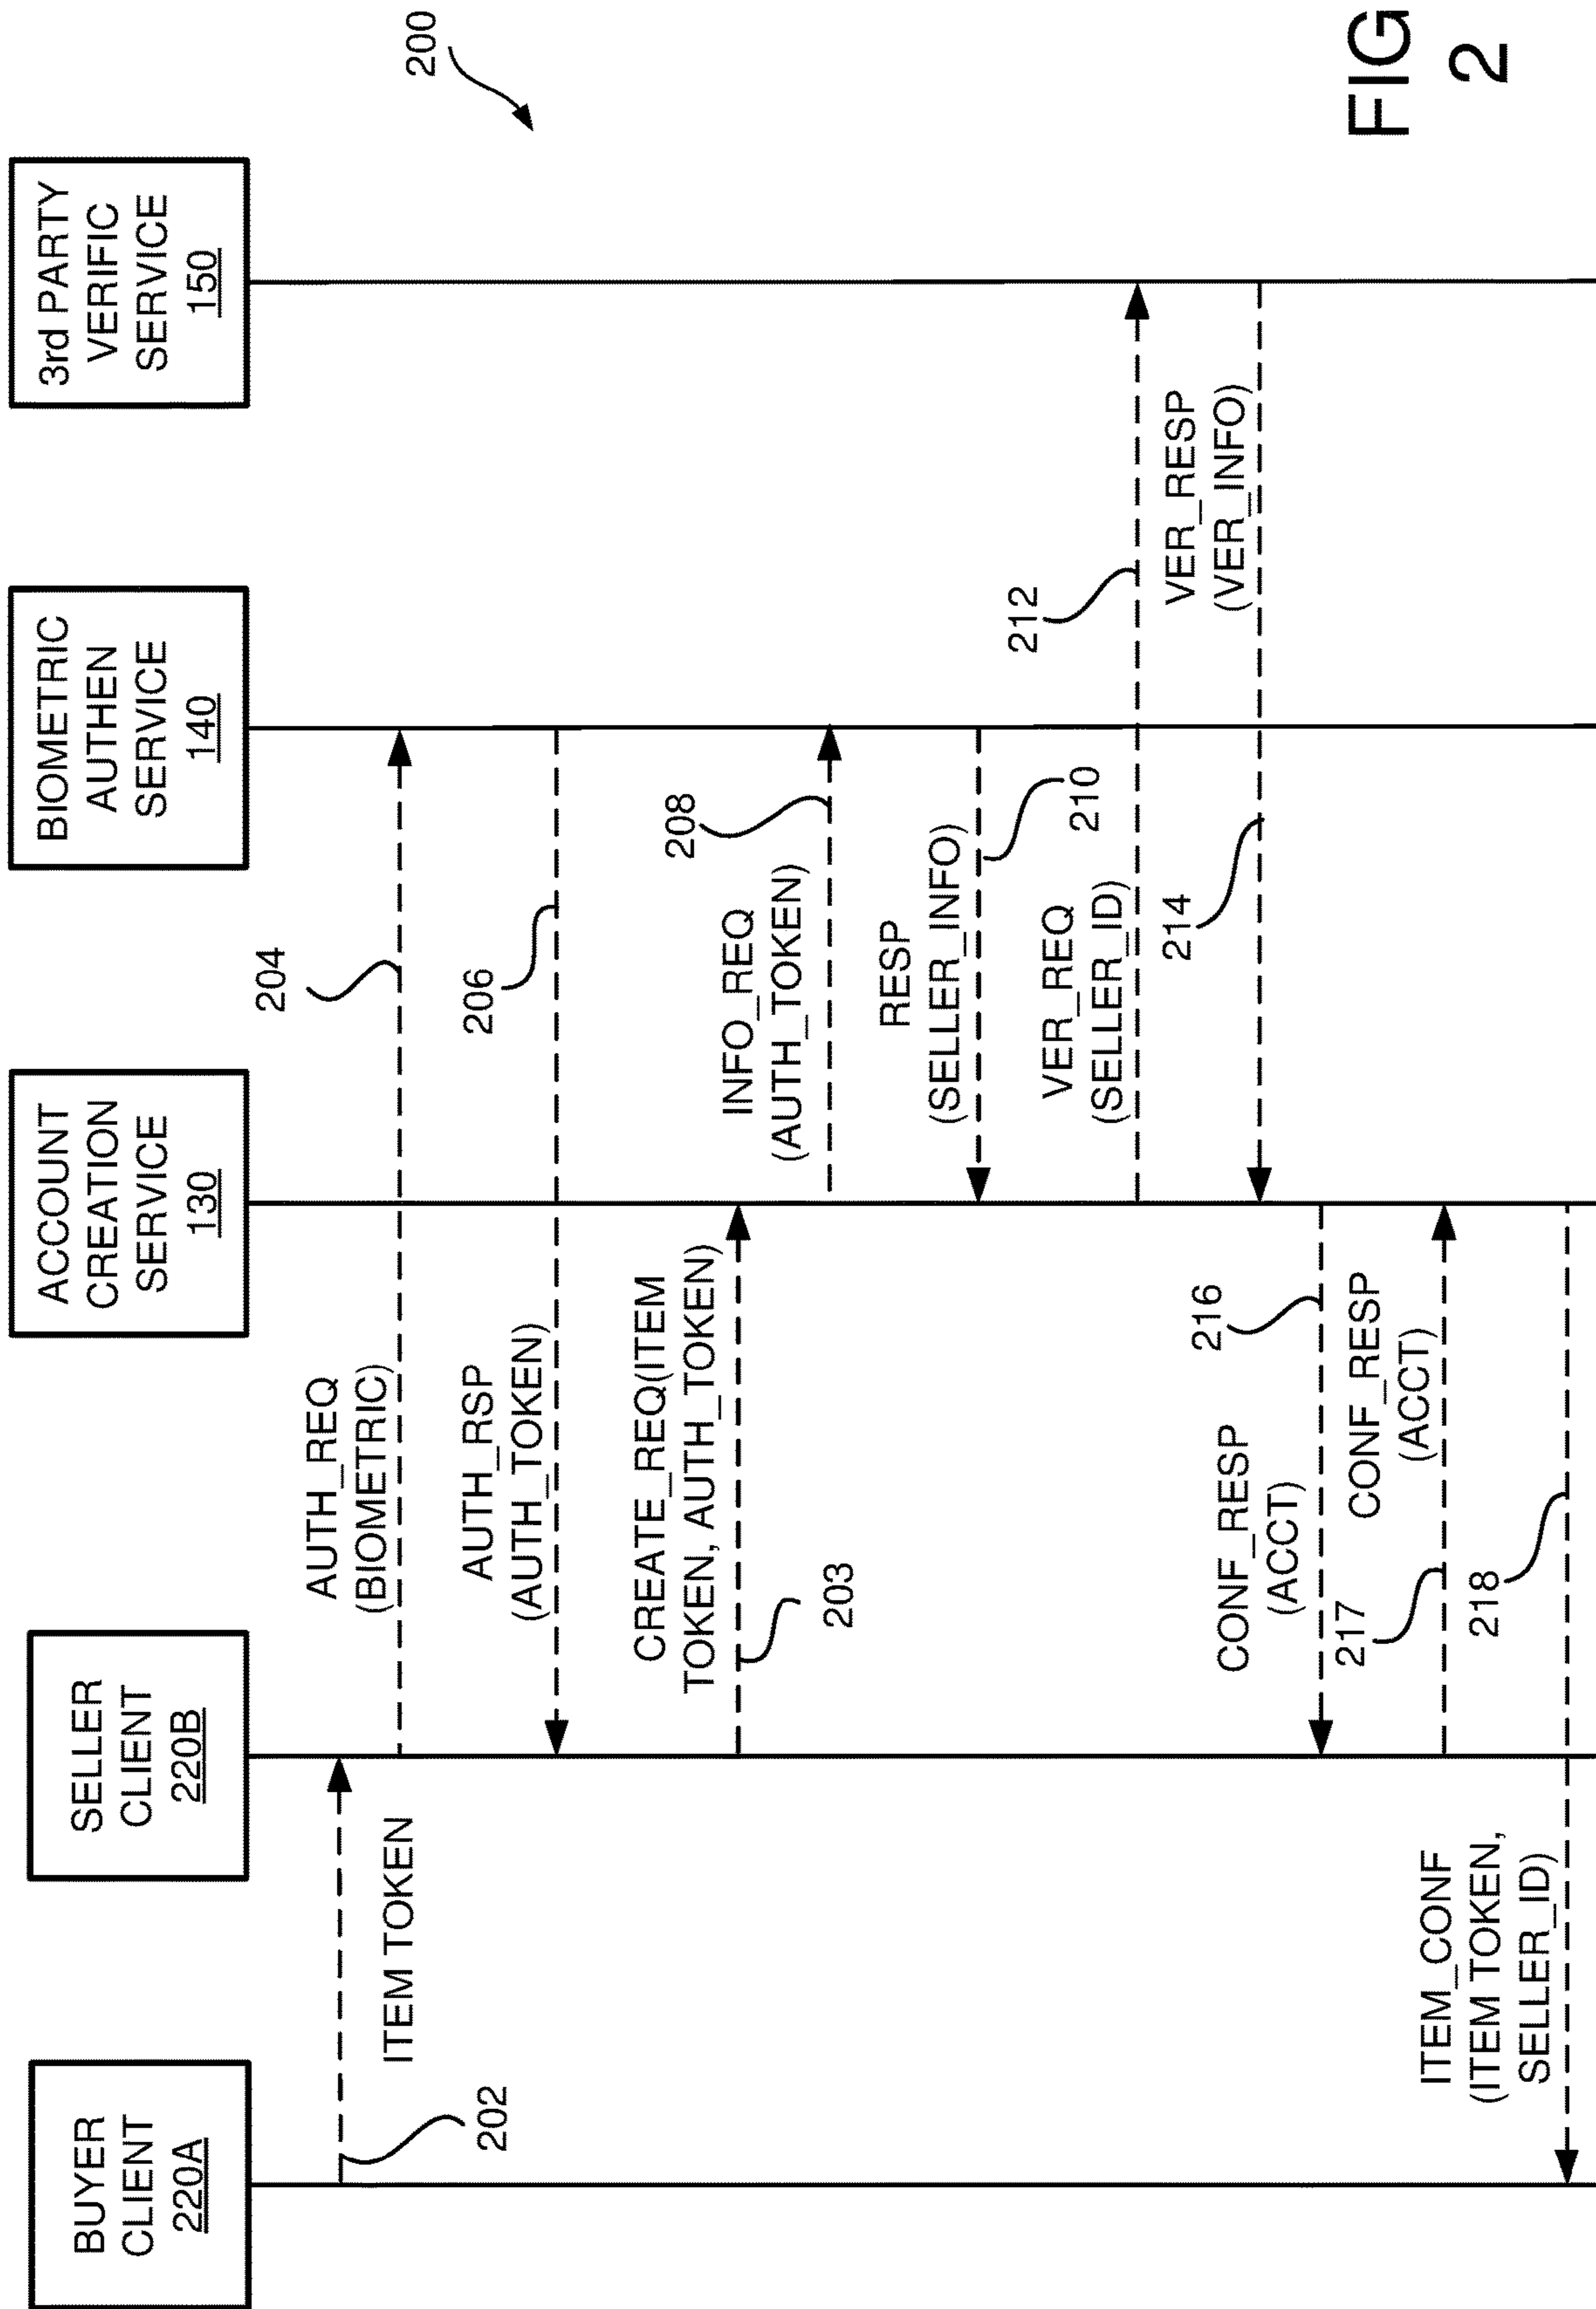 BUYER
CLIENT
220A
SELLER
CLIENT
220B
ACCOUNT
CREATION
SERVICE
130
BIOMETRIC
AUTHEN
SERVICE
140
3rd PARTY
VERIFIC
SERVICE
150
200
202
ITEM TOKEN
AUTH_REQ
(BIOMETRIC)
204
AUTH_RSP
(AUTH_TOKEN)
206
CREATE_REQ(ITEM
TOKEN, AUTH_TOKEN)
203
INFO_REQ
(AUTH_TOKEN)
208
RESP
(SELLER_INFO)
210
VER_REQ
(SELLER_ID)
212
VER_RESP
(VER_INFO)
214
CONF_RESP
(ACCT)
216
CONF_RESP
(ACCT)
217
ITEM_CONF
(ITEM TOKEN,
SELLER_ID)
218
FIG
2